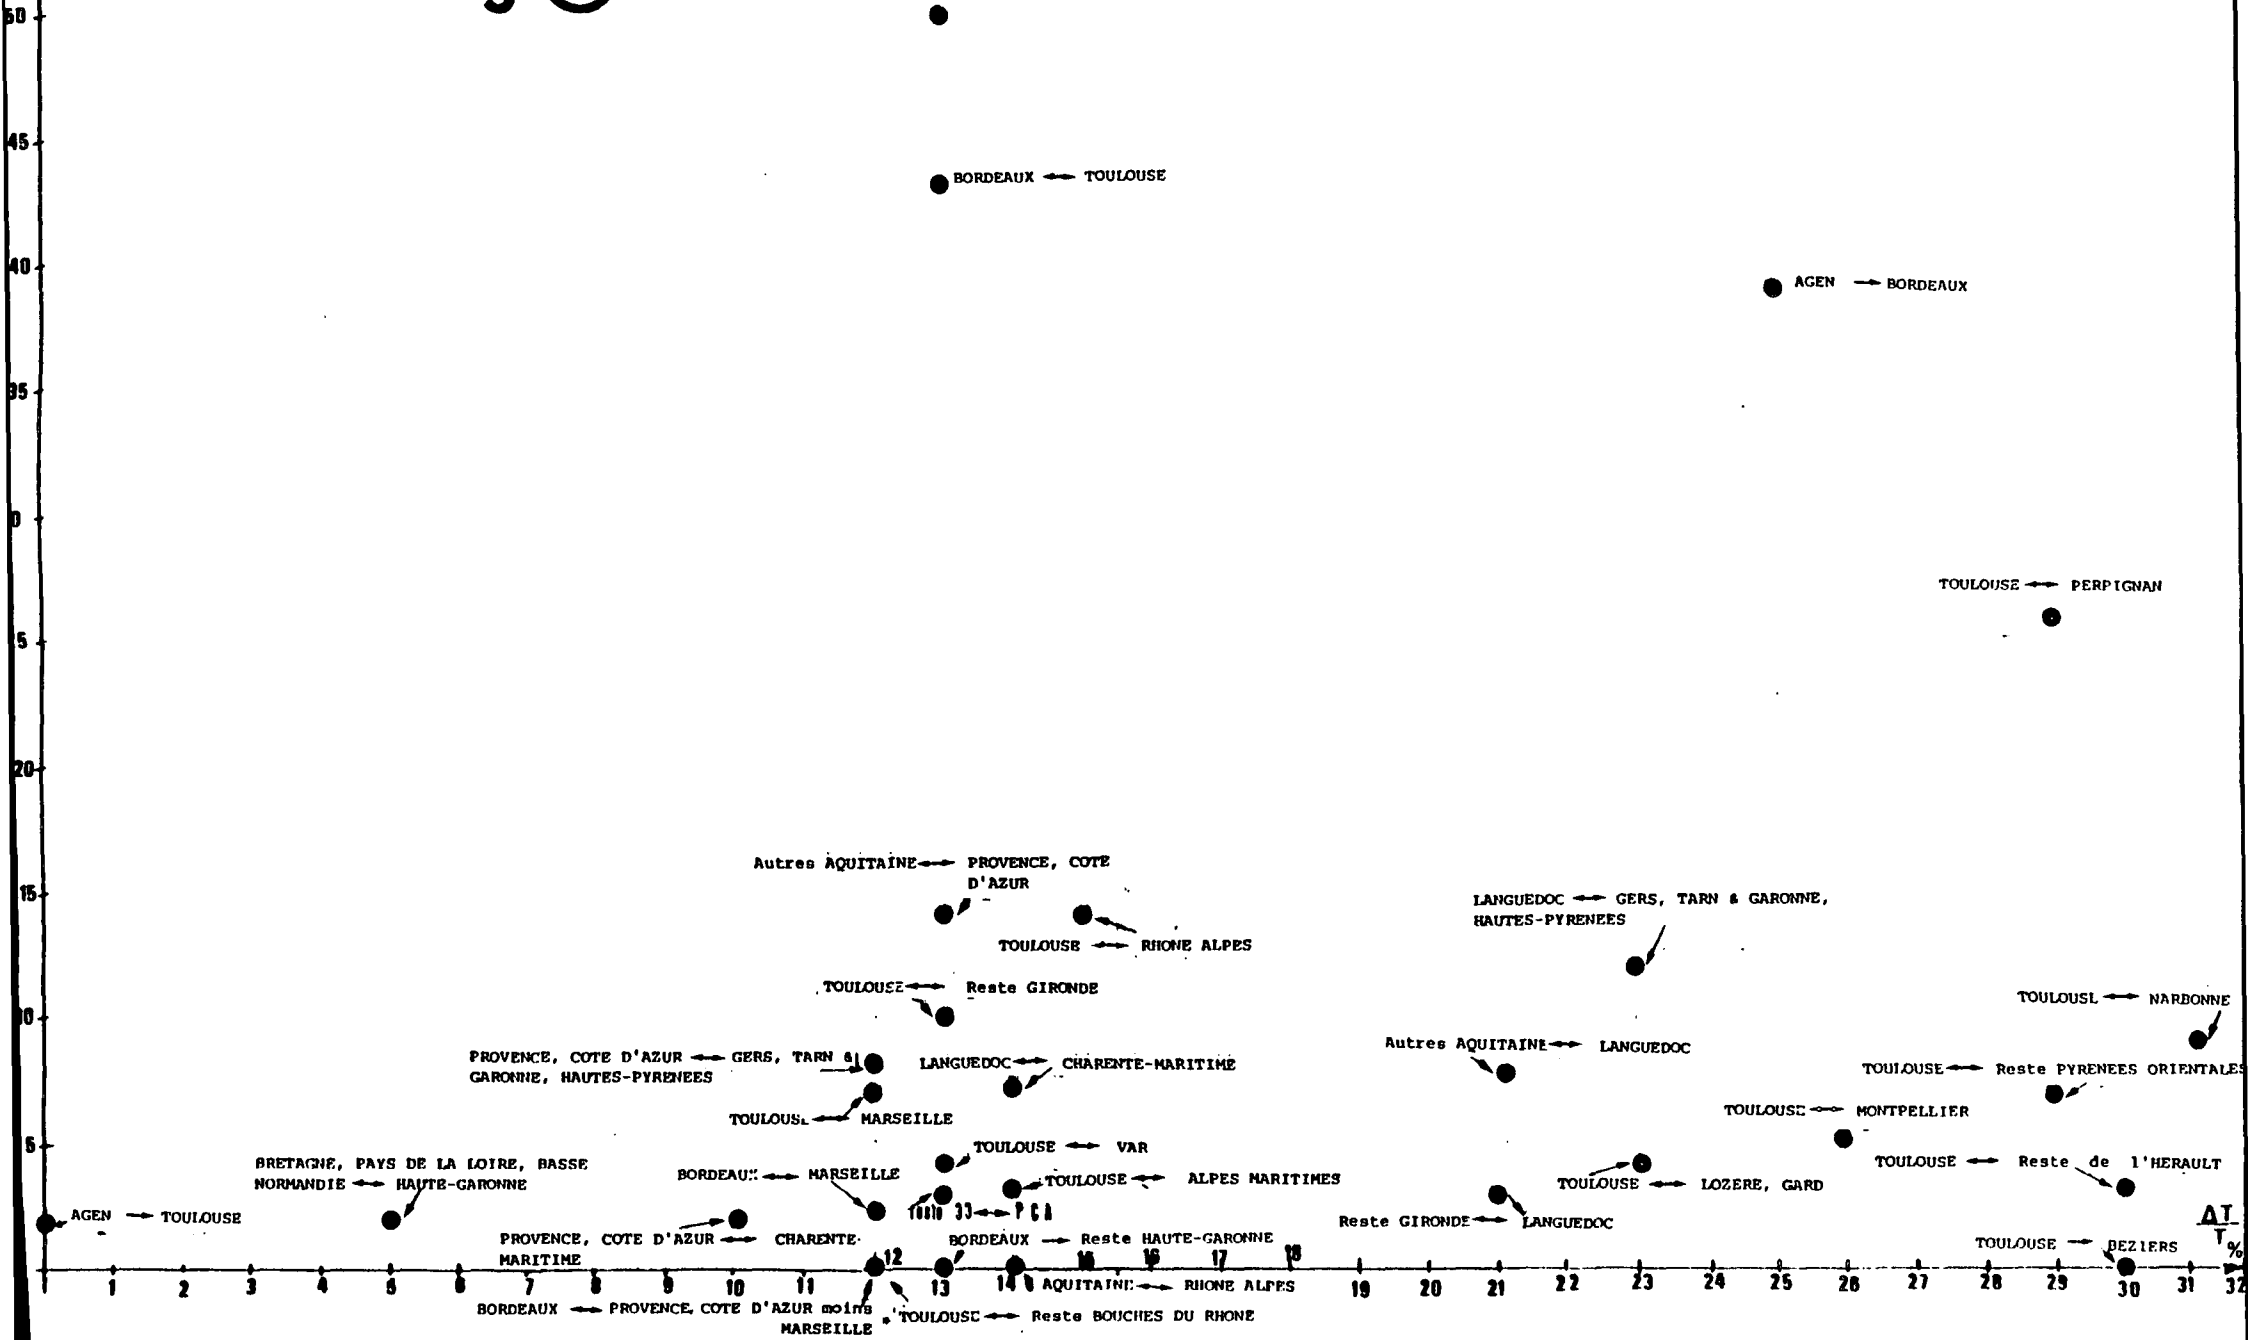 50
45
BORDEAUX ↔ TOULOUSE
40
AGEN → BORDEAUX
35
0
TOULOUSE ↔ PERPIGNAN
5
20
Autres AQUITAINE ↔ PROVENCE, COTE
D'AZUR
15
LANGUEDOC ↔ GERS, TARN & GARONNE,
HAUTES-PYRENEES
TOULOUSE ↔ RHONE ALPES
TOULOUSE ↔ Reste GIRONDE
TOULOUSE ↔ NARBONNE
10
Autres AQUITAINE ↔ LANGUEDOC
PROVENCE, COTE D'AZUR ↔ GERS, TARN &
GARONNE, HAUTES-PYRENEES
LANGUEDOC ↔ CHARENTE-MARITIME
TOULOUSE ↔ Reste PYRENEES ORIENTALES
TOULOUSE ↔ MONTPELLIER
TOULOUSE ↔ MARSEILLE
5
TOULOUSE ↔ VAR
BRETAGNE, PAYS DE LA LOIRE, BASSE
NORMANDIE ↔ HAUTE-GARONNE
BORDEAUX ↔ MARSEILLE
TOULOUSE ↔ Reste de l'HERAULT
TOULOUSE ↔ ALPES MARITIMES
TOULOUSE ↔ LOZERE, GARD
AGEN → TOULOUSE
33 ↔ P C A
Reste GIRONDE ↔ LANGUEDOC
PROVENCE, COTE D'AZUR ↔ CHARENTE-
MARITIME
BORDEAUX → Reste HAUTE-GARONNE
TOULOUSE → BEZIERS
ΔT
T %
1 2 3 4 5 6 7 8 9 10 11 12 13 14 15 16 17 18 19 20 21 22 23 24 25 26 27 28 29 30 31 32
AQUITAINE ↔ RHONE ALPES
BORDEAUX ↔ PROVENCE, COTE D'AZUR moins
MARSEILLE
TOULOUSE ↔ Reste BOUCHES DU RHONE